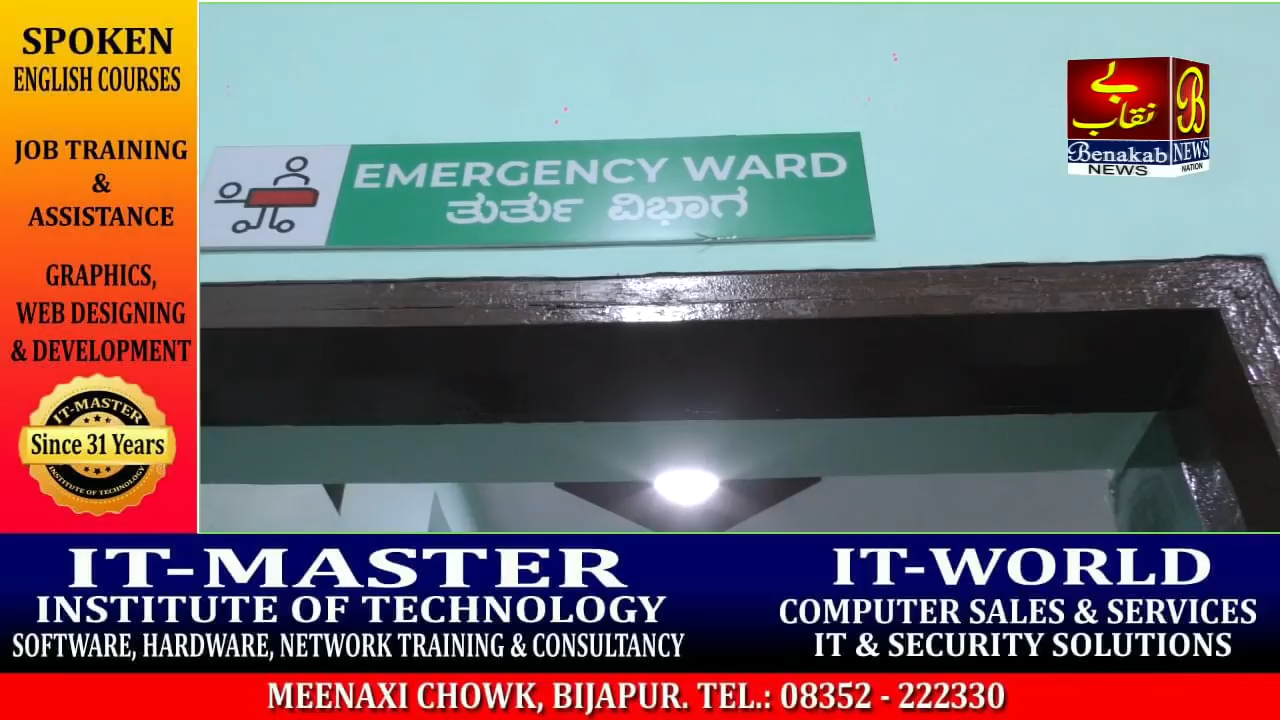 SPOKEN
ENGLISH COURSES
JOB TRAINING
&
ASSISTANCE
GRAPHICS,
WEB DESIGNING
& DEVELOPMENT
IT-MASTER
Since 31 Years
INSTITUTE OF TECHNOLOGY
EMERGENCY WARD
ತುರ್ತು ವಿಭಾಗ
بے
نقاب
B
Benakab NEWS
NEWS NATION
IT-MASTER
INSTITUTE OF TECHNOLOGY
SOFTWARE, HARDWARE, NETWORK TRAINING & CONSULTANCY
IT-WORLD
COMPUTER SALES & SERVICES
IT & SECURITY SOLUTIONS
MEENAXI CHOWK, BIJAPUR. TEL.: 08352 - 222330